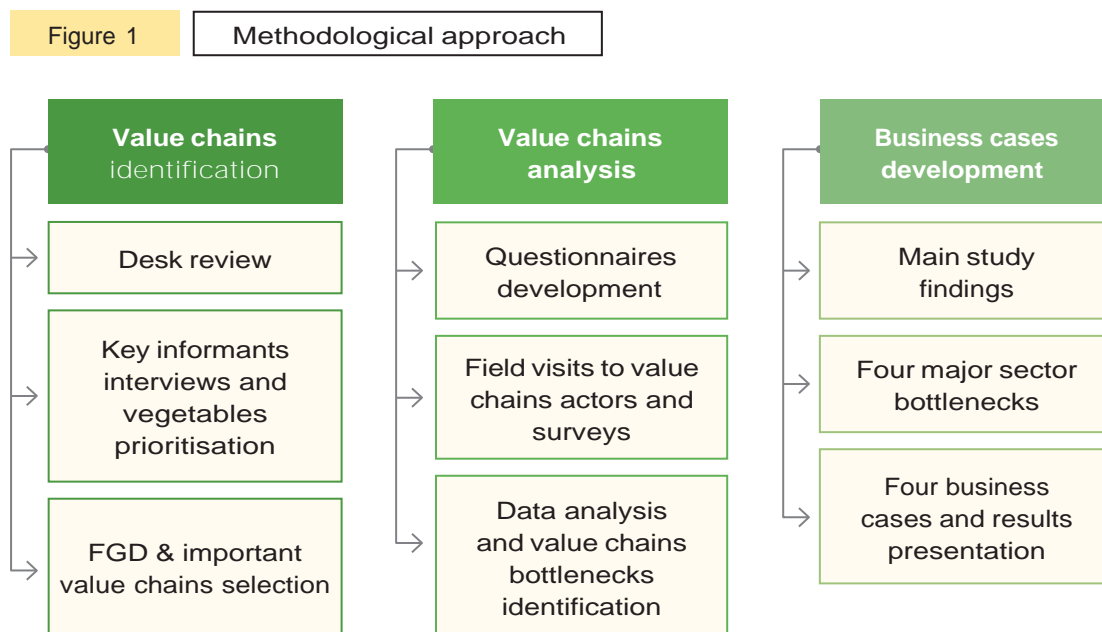 Figure 1
Methodological approach
Value chains
identification
Desk review
Key informants
interviews and
vegetables
prioritisation
FGD & important
value chains selection
Value chains
analysis
Questionnaires
development
Field visits to value
chains actors and
surveys
Data analysis
and value chains
bottlenecks
identification
Business cases
development
Main study
findings
Four major sector
bottlenecks
Four business
cases and results
presentation